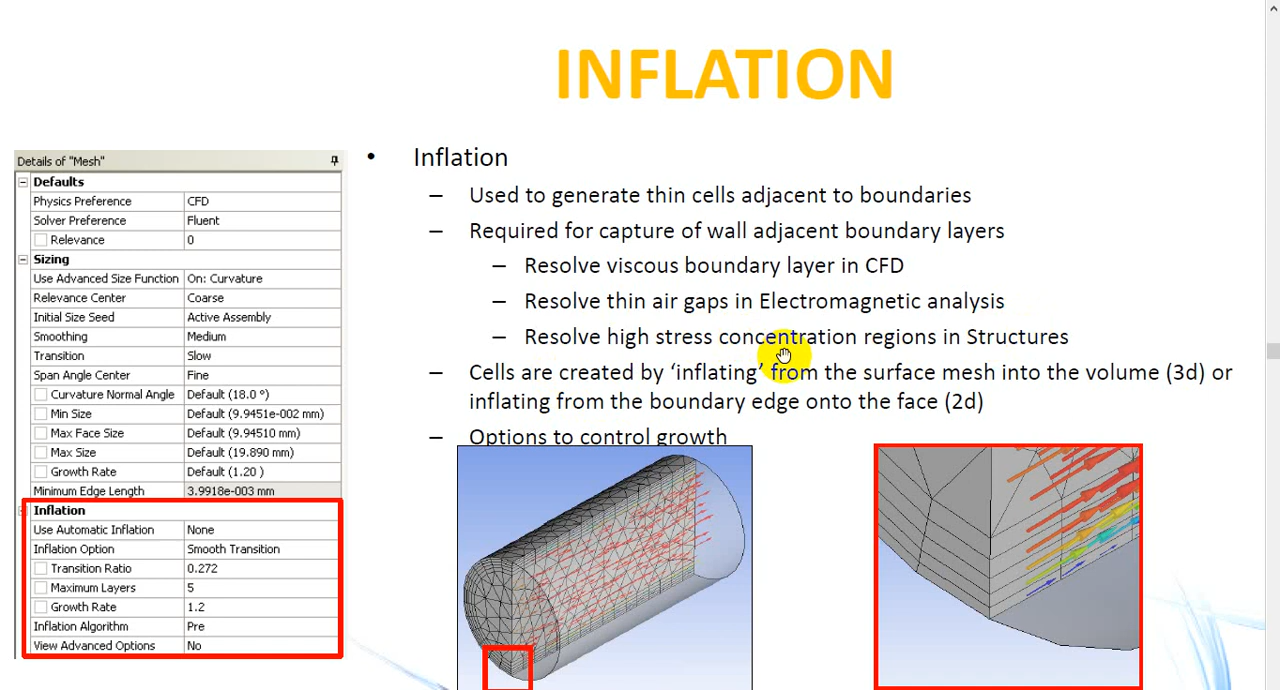 INFLATION
Details of "Mesh"
Defaults
Physics Preference CFD
Solver Preference Fluent
Relevance 0
Sizing
Use Advanced Size Function On: Curvature
Relevance Center Coarse
Initial Size Seed Active Assembly
Smoothing Medium
Transition Slow
Span Angle Center Fine
Curvature Normal Angle Default (18.0 °)
Min Size Default (9.9451e-002 mm)
Max Face Size Default (9.94510 mm)
Max Size Default (19.890 mm)
Growth Rate Default (1.20 )
Minimum Edge Length 3.9918e-003 mm
Inflation
Use Automatic Inflation None
Inflation Option Smooth Transition
Transition Ratio 0.272
Maximum Layers 5
Growth Rate 1.2
Inflation Algorithm Pre
View Advanced Options No
• Inflation
– Used to generate thin cells adjacent to boundaries
– Required for capture of wall adjacent boundary layers
– Resolve viscous boundary layer in CFD
– Resolve thin air gaps in Electromagnetic analysis
– Resolve high stress concentration regions in Structures
– Cells are created by ‘inflating’ from the surface mesh into the volume (3d) or
inflating from the boundary edge onto the face (2d)
– Options to control growth